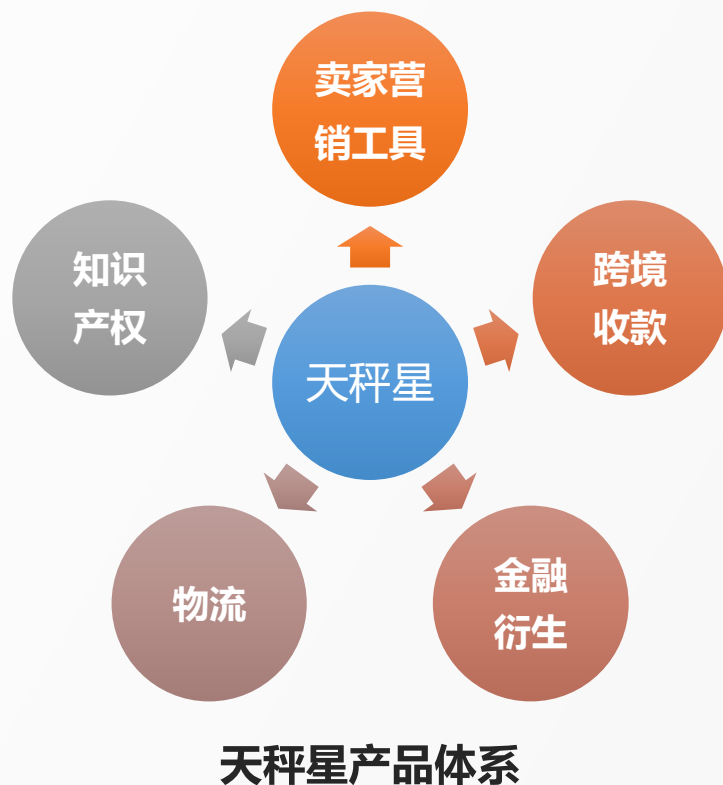 卖家营
销工具
知识
产权
跨境
收款
天秤星
物流
金融
衍生
天秤星产品体系